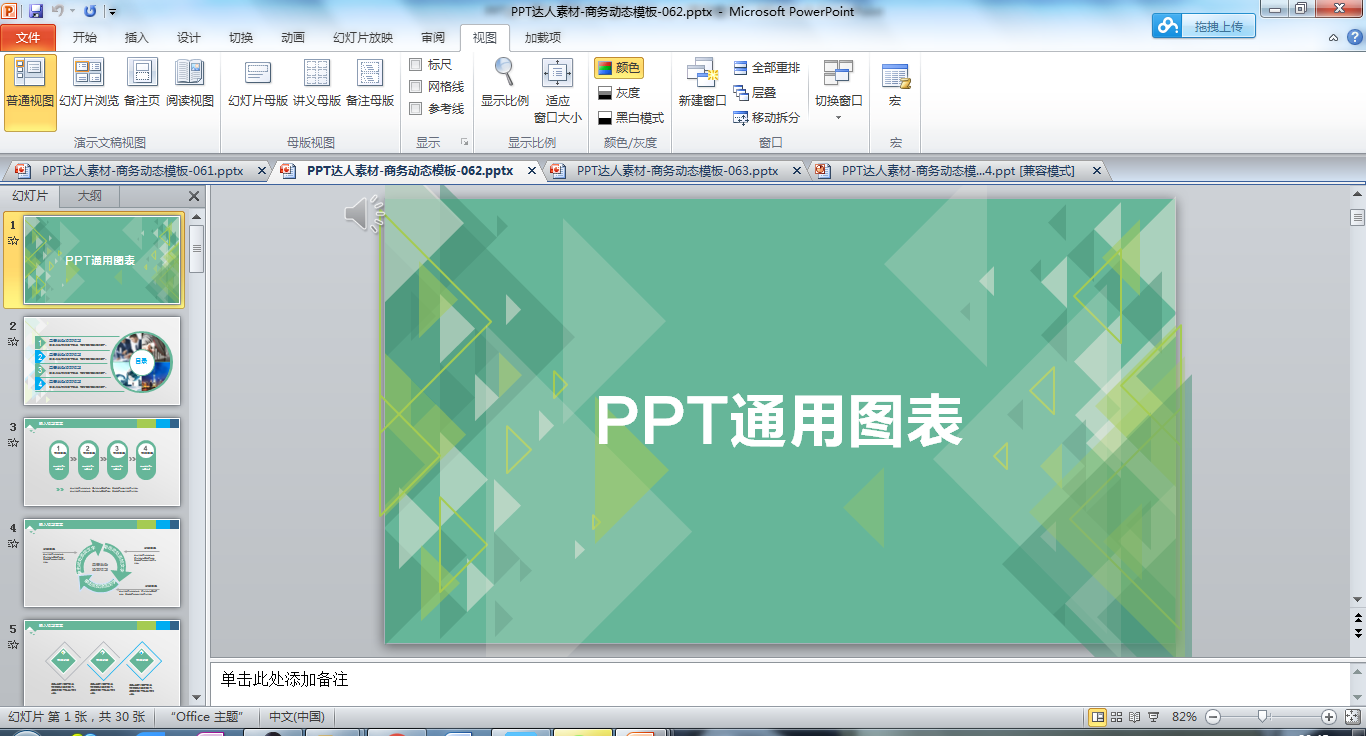 PPT达人素材-商务动态模板-062.pptx - Microsoft PowerPoint
文件 开始 插入 设计 切换 动画 幻灯片放映 审阅 视图 加载项
拖拽上传
普通视图 幻灯片浏览 备注页 阅读视图
幻灯片母版 讲义母版 备注母版
标尺
网格线
参考线
显示比例 适应窗口大小
颜色
灰度
黑白模式
新建窗口
全部重排
层叠
移动拆分
切换窗口
宏
演示文稿视图 母版视图 显示 显示比例 颜色/灰度 窗口 宏
PPT达人素材-商务动态模板-061.pptx PPT达人素材-商务动态模板-062.pptx PPT达人素材-商务动态模板-063.pptx PPT达人素材-商务动态模...4.ppt [兼容模式]
幻灯片 大纲
1
PPT通用图表
2
1
2
3
4
目录
3
1 2 3 4
4
5
PPT通用图表
单击此处添加备注
幻灯片 第 1 张，共 30 张 “Office 主题” 中文(中国) 82%